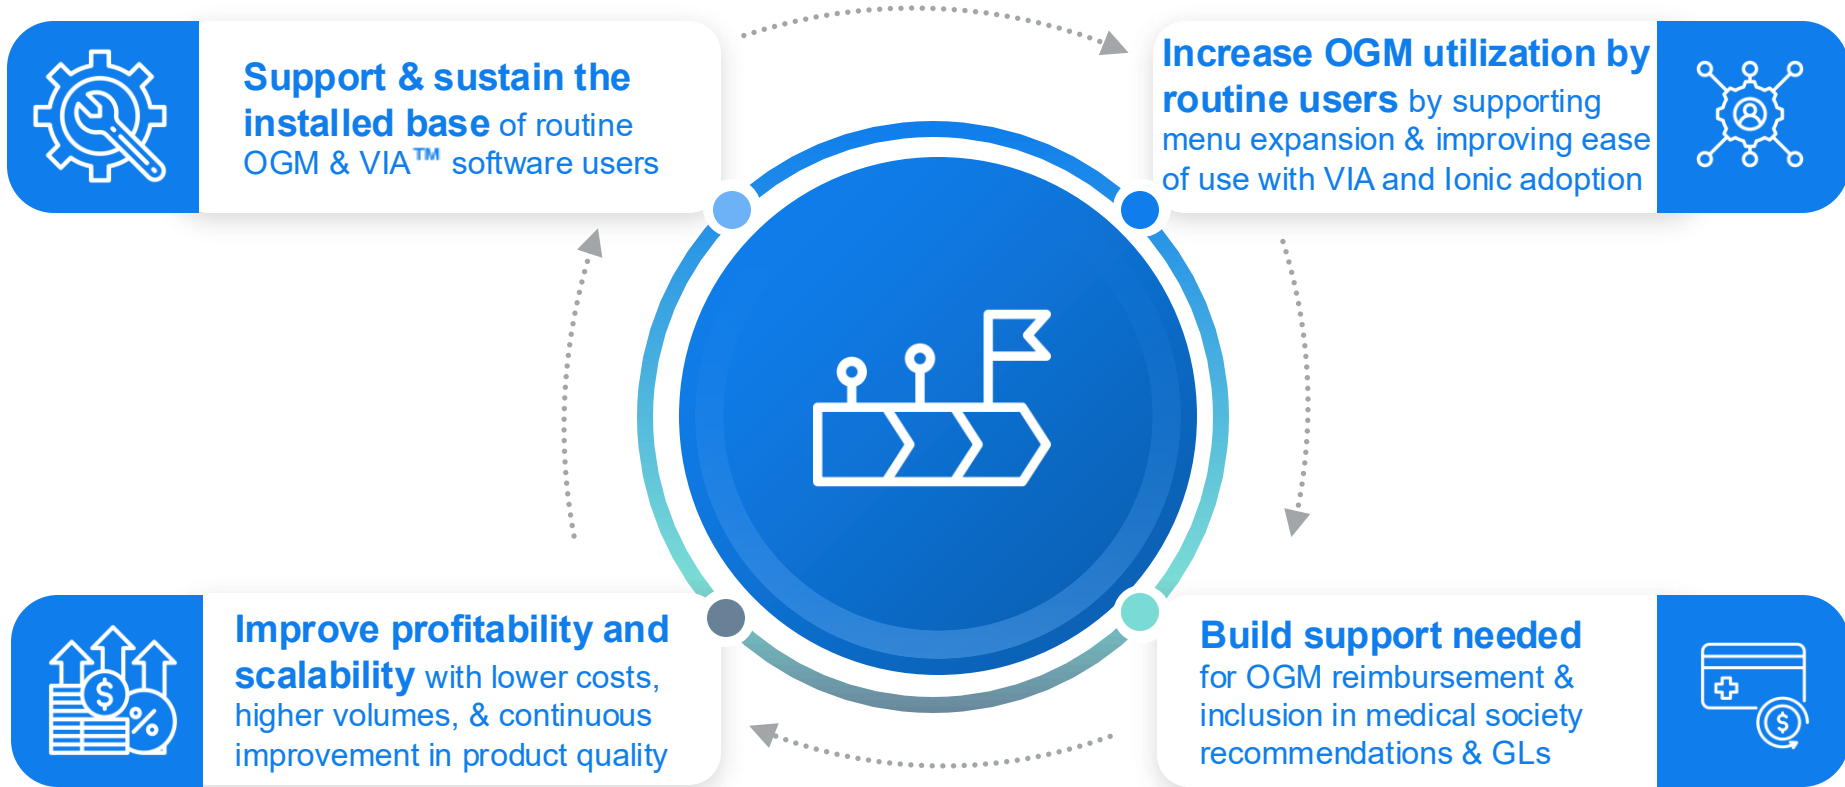 Support & sustain the
installed base of routine
OGM & VIA™ software users
Increase OGM utilization by
routine users by supporting
menu expansion & improving ease
of use with VIA and Ionic adoption
Improve profitability and
scalability with lower costs,
higher volumes, & continuous
improvement in product quality
Build support needed
for OGM reimbursement &
inclusion in medical society
recommendations & GLs
$
%
$